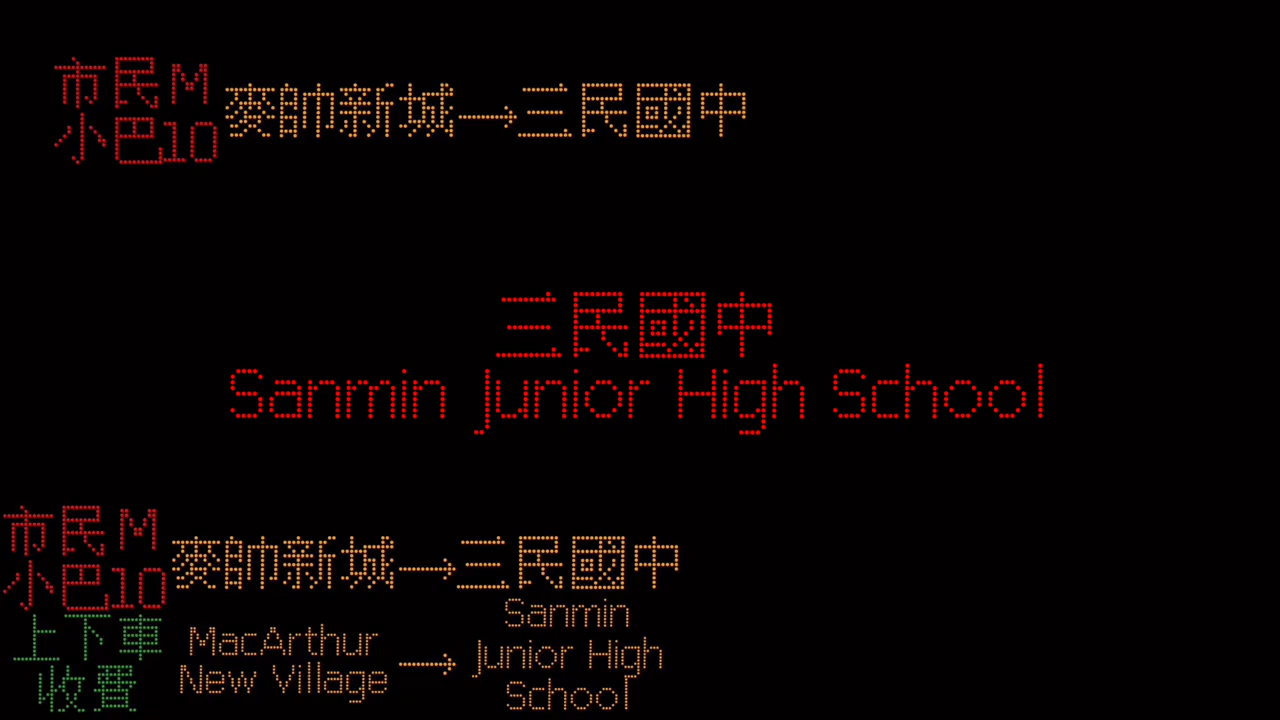 市民M
小巴10
麥帥新城→三民國中
三民國中
Sanmin Junior High School
市民M
小巴10
麥帥新城→三民國中
上下車
收費
MacArthur
New Village
→
Sanmin
Junior High
School